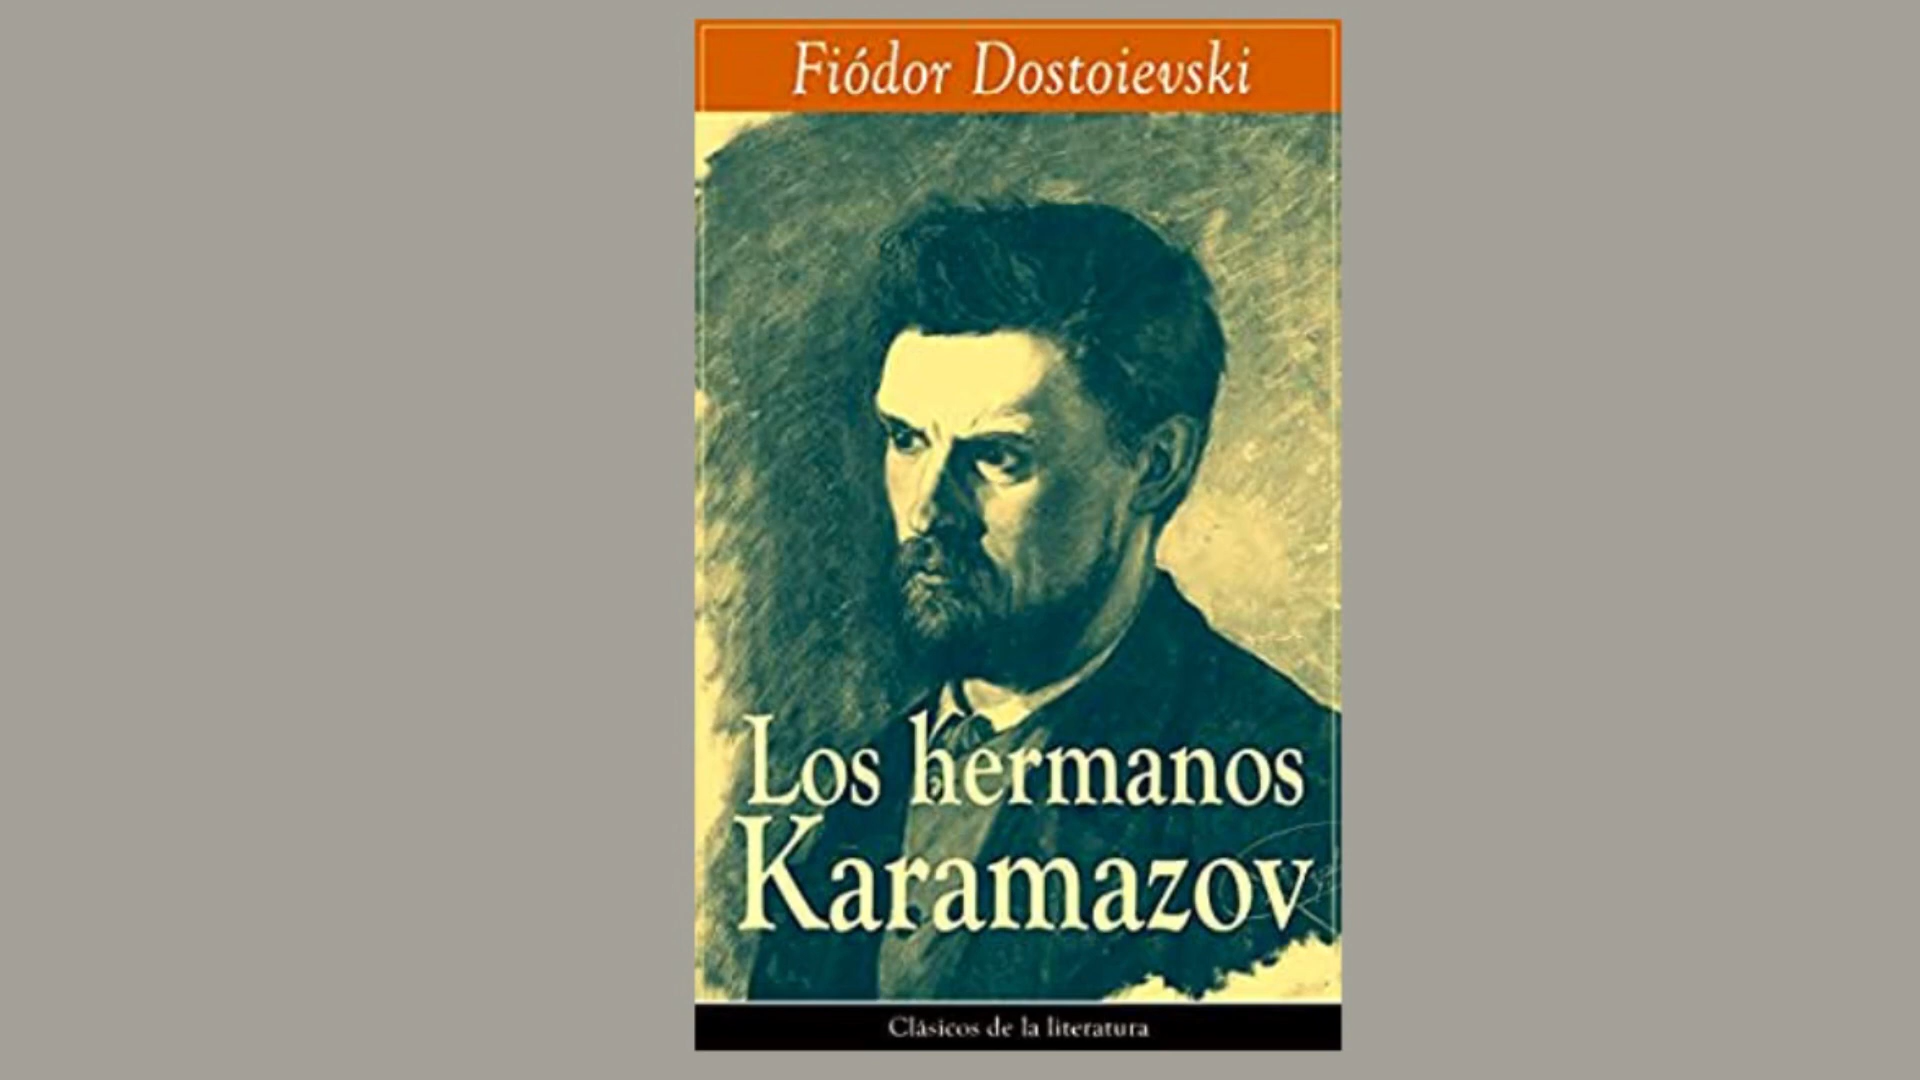 Fiódor Dostoievski
Los hermanos
Karamazov
Clásicos de la literatura